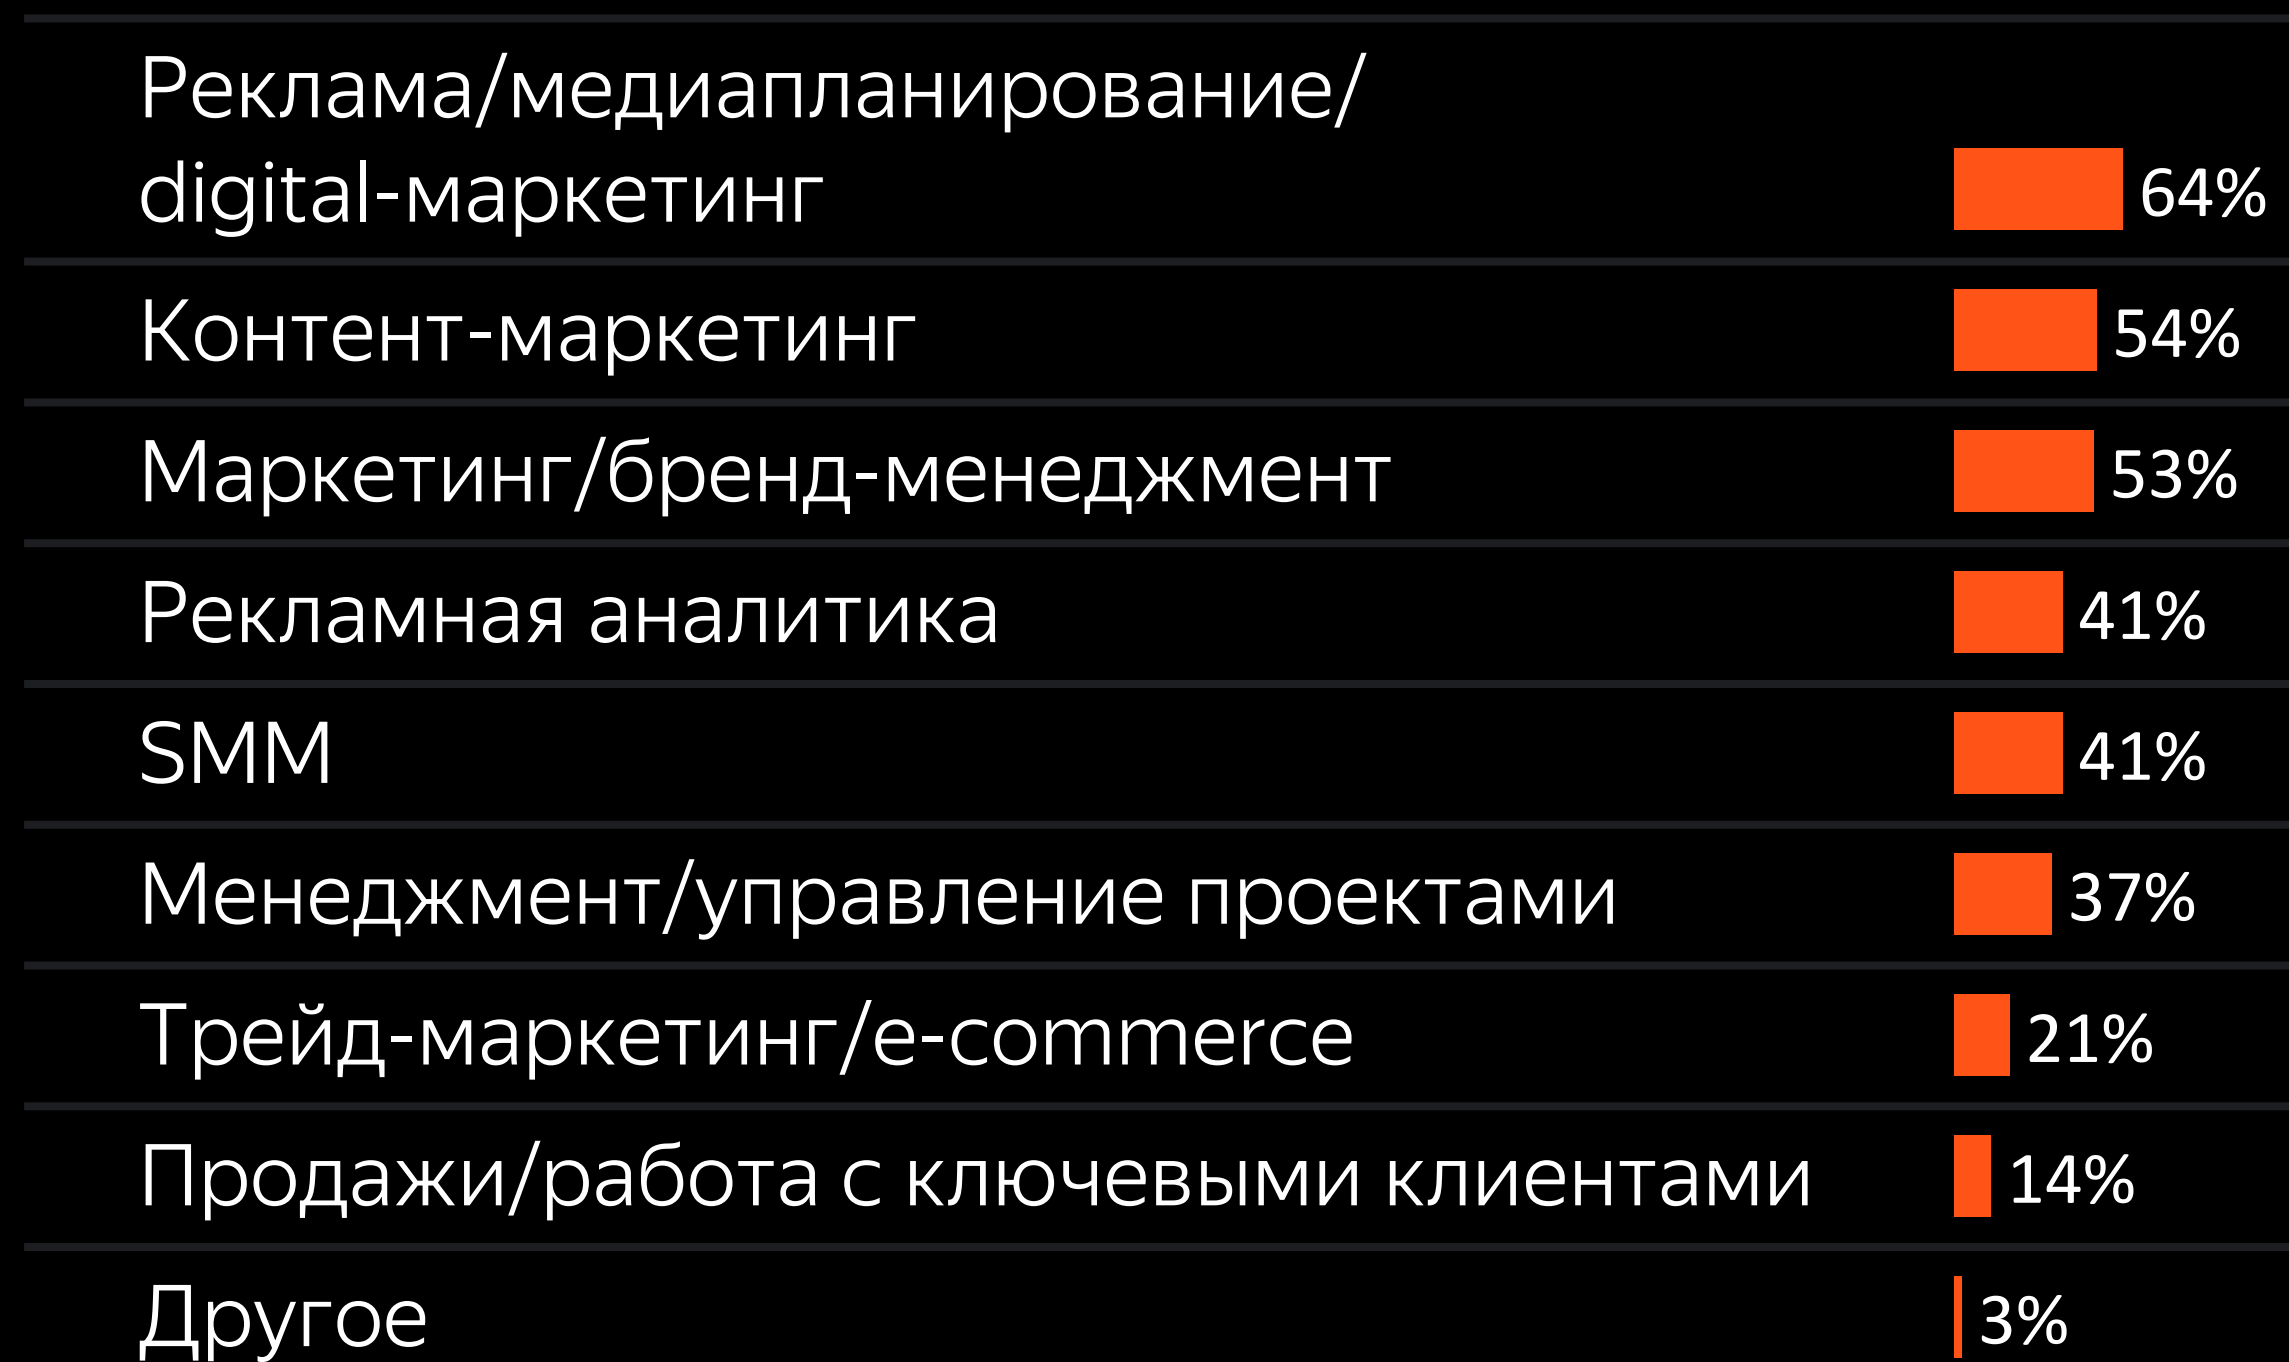 Реклама/медиапланирование/
digital-маркетинг 64%
Контент-маркетинг 54%
Маркетинг/бренд-менеджмент 53%
Рекламная аналитика 41%
SMM 41%
Менеджмент/управление проектами 37%
Трейд-маркетинг/e-commerce 21%
Продажи/работа с ключевыми клиентами 14%
Другое 3%